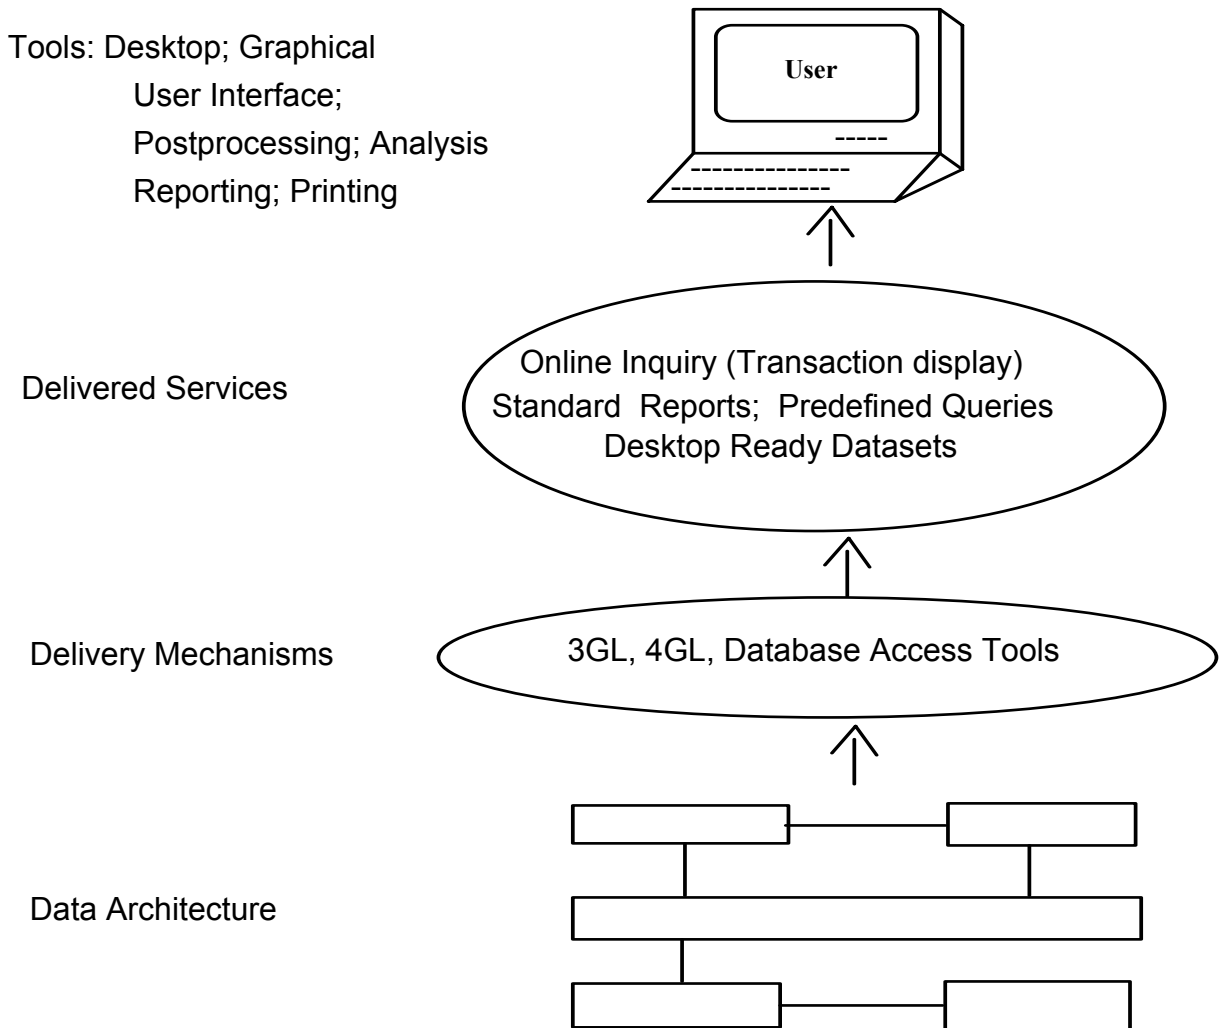 Tools: Desktop; Graphical
User Interface;
Postprocessing; Analysis
Reporting; Printing
User
Delivered Services
Online Inquiry (Transaction display)
Standard Reports; Predefined Queries
Desktop Ready Datasets
Delivery Mechanisms
3GL, 4GL, Database Access Tools
Data Architecture